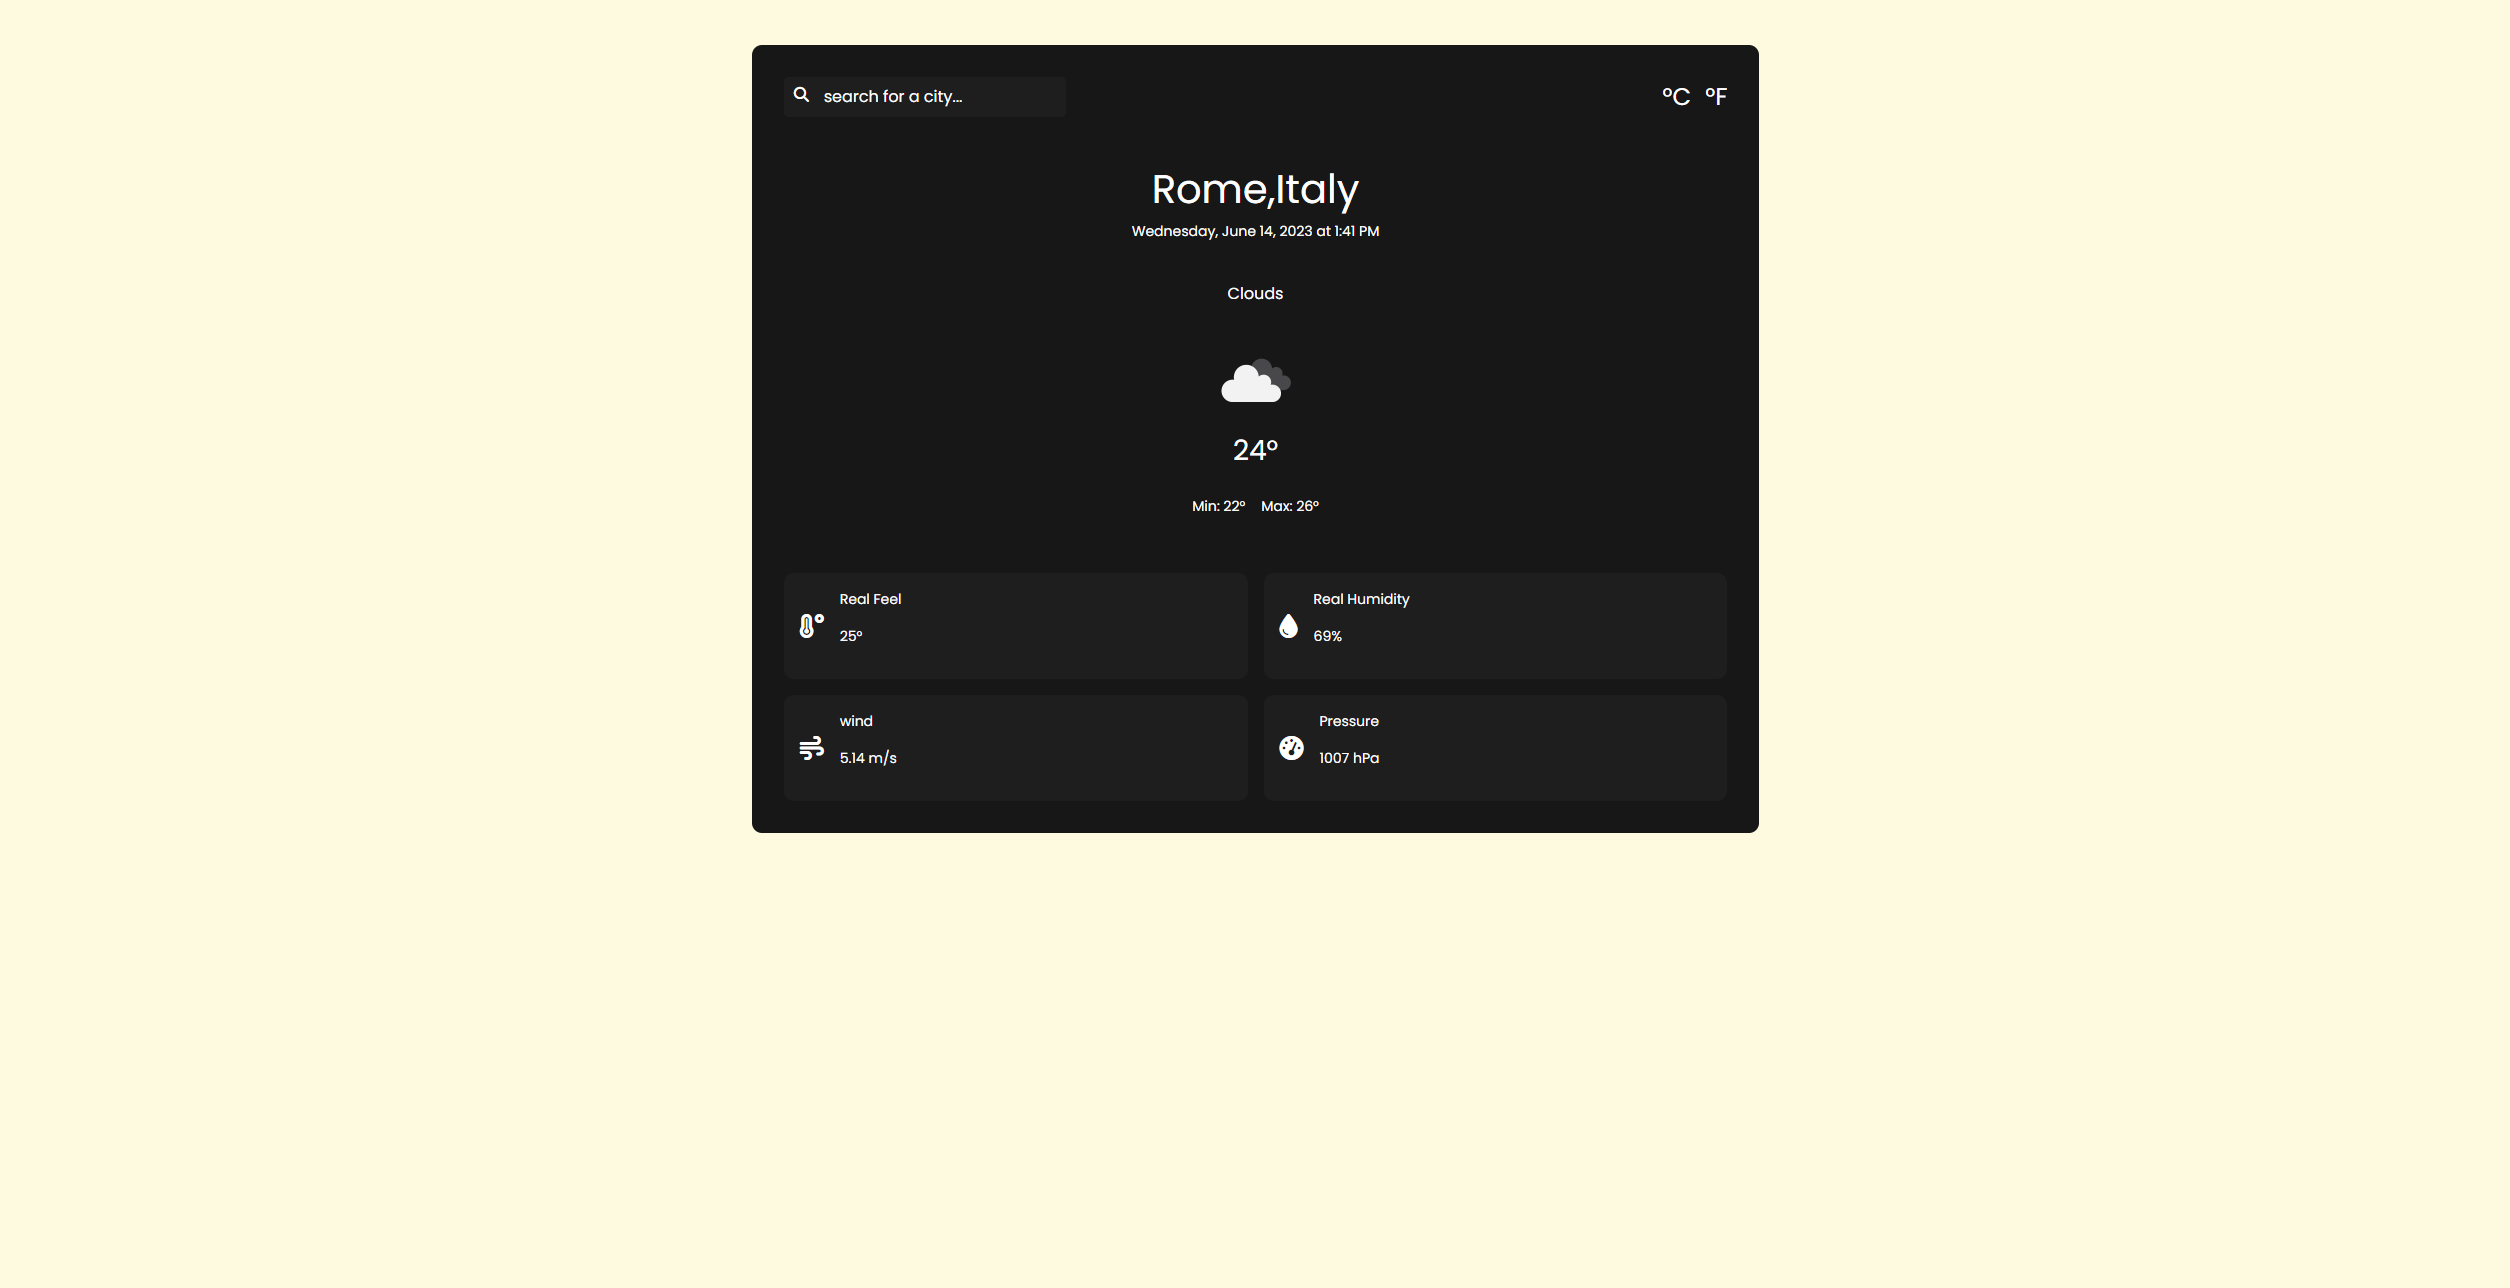 search for a city...
°C °F
Rome,Italy
Wednesday, June 14, 2023 at 1:41 PM
Clouds
24°
Min: 22° Max: 26°
Real Feel
25°
Real Humidity
69%
wind
5.14 m/s
Pressure
1007 hPa